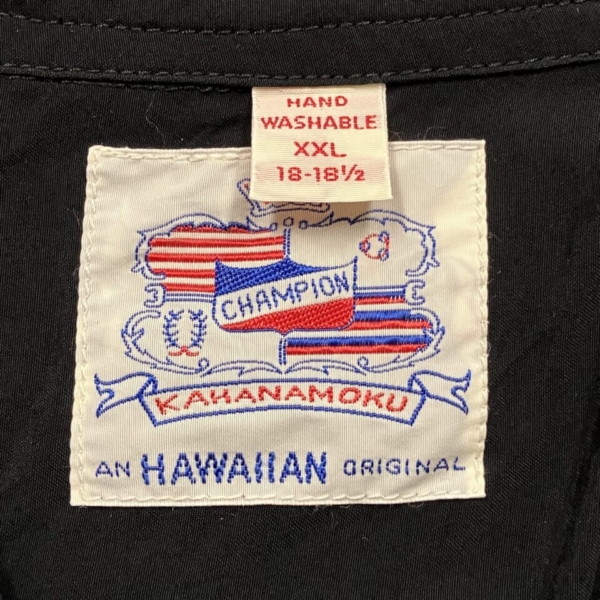 HAND
WASHABLE
XXL
18-18½
CHAMPION
KAHANAMOKU
AN HAWAIIAN ORIGINAL